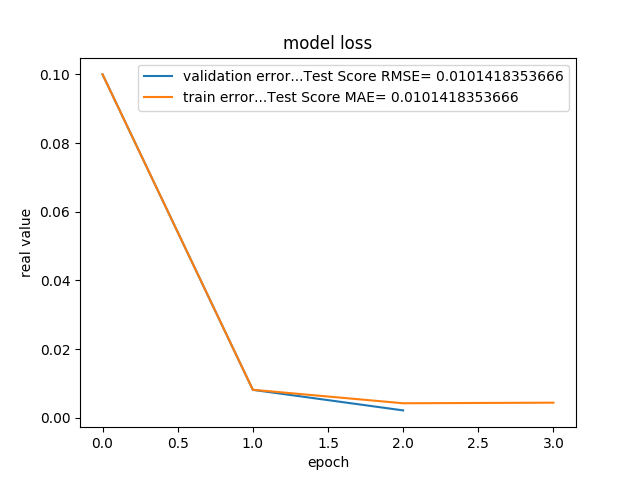 model loss
validation error...Test Score RMSE= 0.0101418353666
train error...Test Score MAE= 0.0101418353666
real value
0.10
0.08
0.06
0.04
0.02
0.00
0.0 0.5 1.0 1.5 2.0 2.5 3.0
epoch